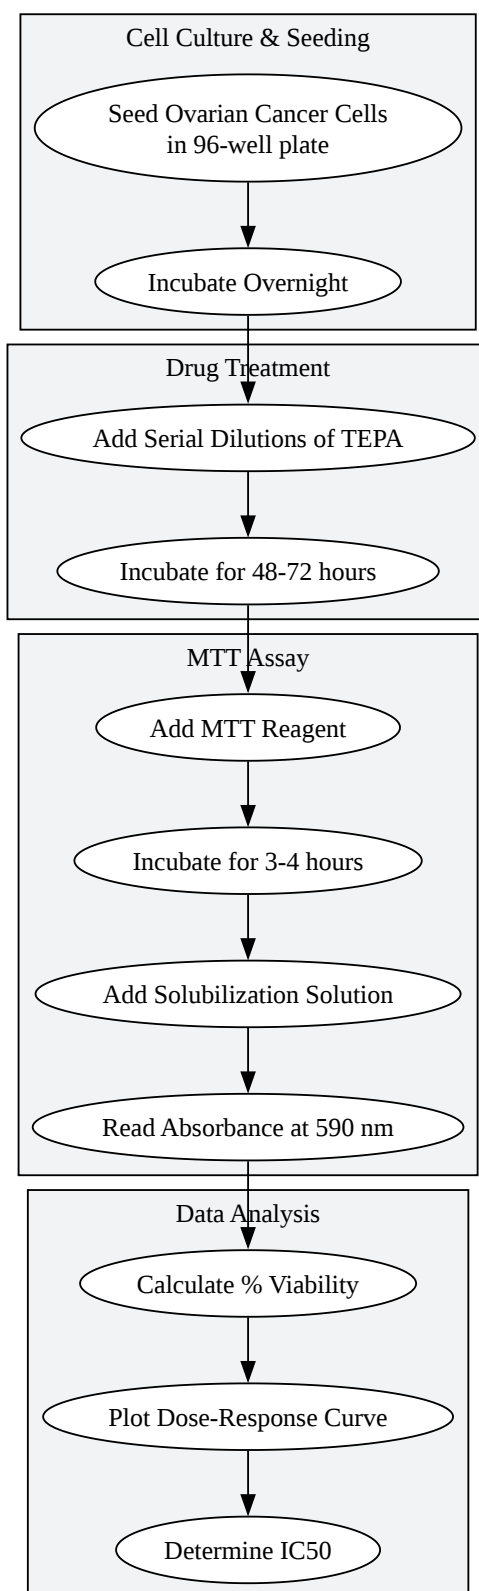 Cell Culture & Seeding
Seed Ovarian Cancer Cells
in 96-well plate
Incubate Overnight
Drug Treatment
Add Serial Dilutions of TEPA
Incubate for 48-72 hours
MTT Assay
Add MTT Reagent
Incubate for 3-4 hours
Add Solubilization Solution
Read Absorbance at 590 nm
Data Analysis
Calculate % Viability
Plot Dose-Response Curve
Determine IC50